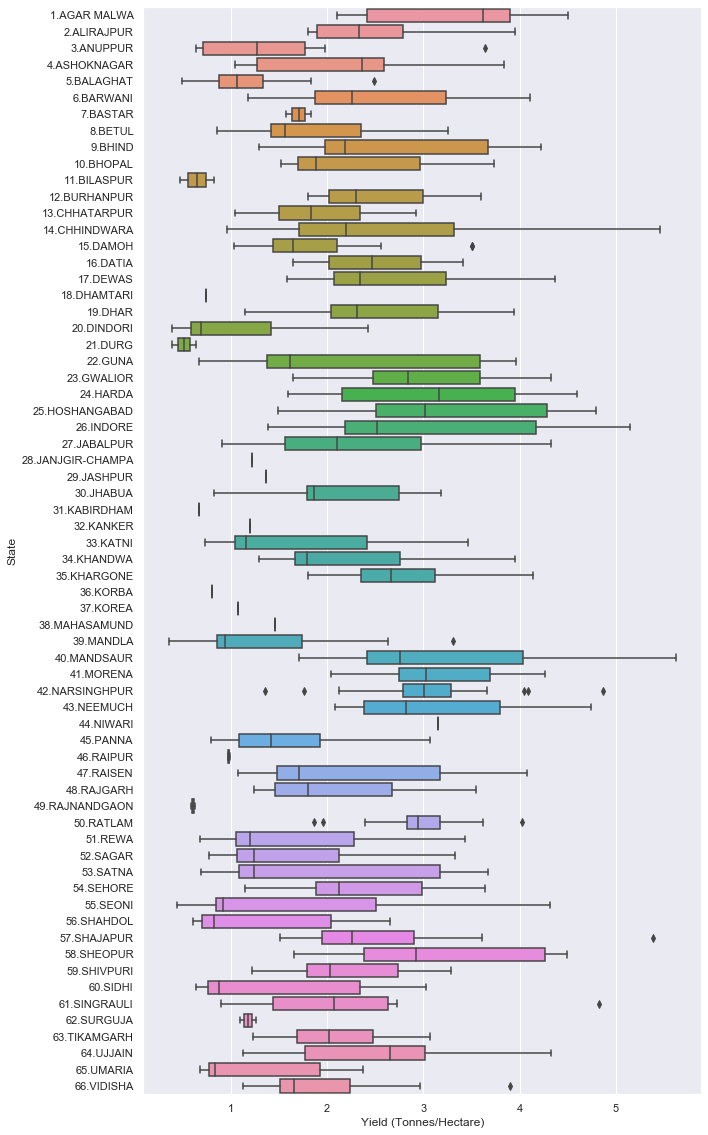 1.AGAR MALWA
2.ALIRAJPUR
3.ANUPPUR
4.ASHOKNAGAR
5.BALAGHAT
6.BARWANI
7.BASTAR
8.BETUL
9.BHIND
10.BHOPAL
11.BILASPUR
12.BURHANPUR
13.CHHATARPUR
14.CHHINDWARA
15.DAMOH
16.DATIA
17.DEWAS
18.DHAMTARI
19.DHAR
20.DINDORI
21.DURG
22.GUNA
23.GWALIOR
24.HARDA
25.HOSHANGABAD
26.INDORE
27.JABALPUR
28.JANJGIR-CHAMPA
29.JASHPUR
30.JHABUA
31.KABIRDHAM
32.KANKER
33.KATNI
34.KHANDWA
35.KHARGONE
36.KORBA
37.KOREA
38.MAHASAMUND
39.MANDLA
40.MANDSAUR
41.MORENA
42.NARSINGHPUR
43.NEEMUCH
44.NIWARI
45.PANNA
46.RAIPUR
47.RAISEN
48.RAJGARH
49.RAJNANDGAON
50.RATLAM
51.REWA
52.SAGAR
53.SATNA
54.SEHORE
55.SEONI
56.SHAHDOL
57.SHAJAPUR
58.SHEOPUR
59.SHIVPURI
60.SIDHI
61.SINGRAULI
62.SURGUJA
63.TIKAMGARH
64.UJJAIN
65.UMARIA
66.VIDISHA
State
1 2 3 4 5
Yield (Tonnes/Hectare)